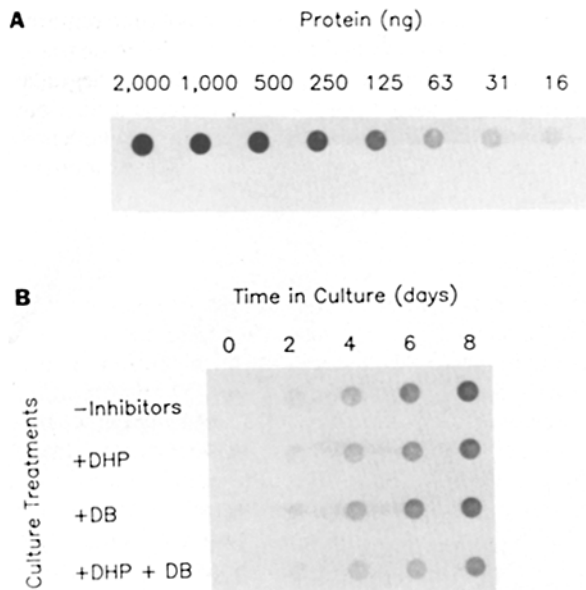 A
Protein (ng)
2,000 1,000 500 250 125 63 31 16
B
Time in Culture (days)
0 2 4 6 8
Culture Treatments
-Inhibitors
+DHP
+DB
+DHP + DB